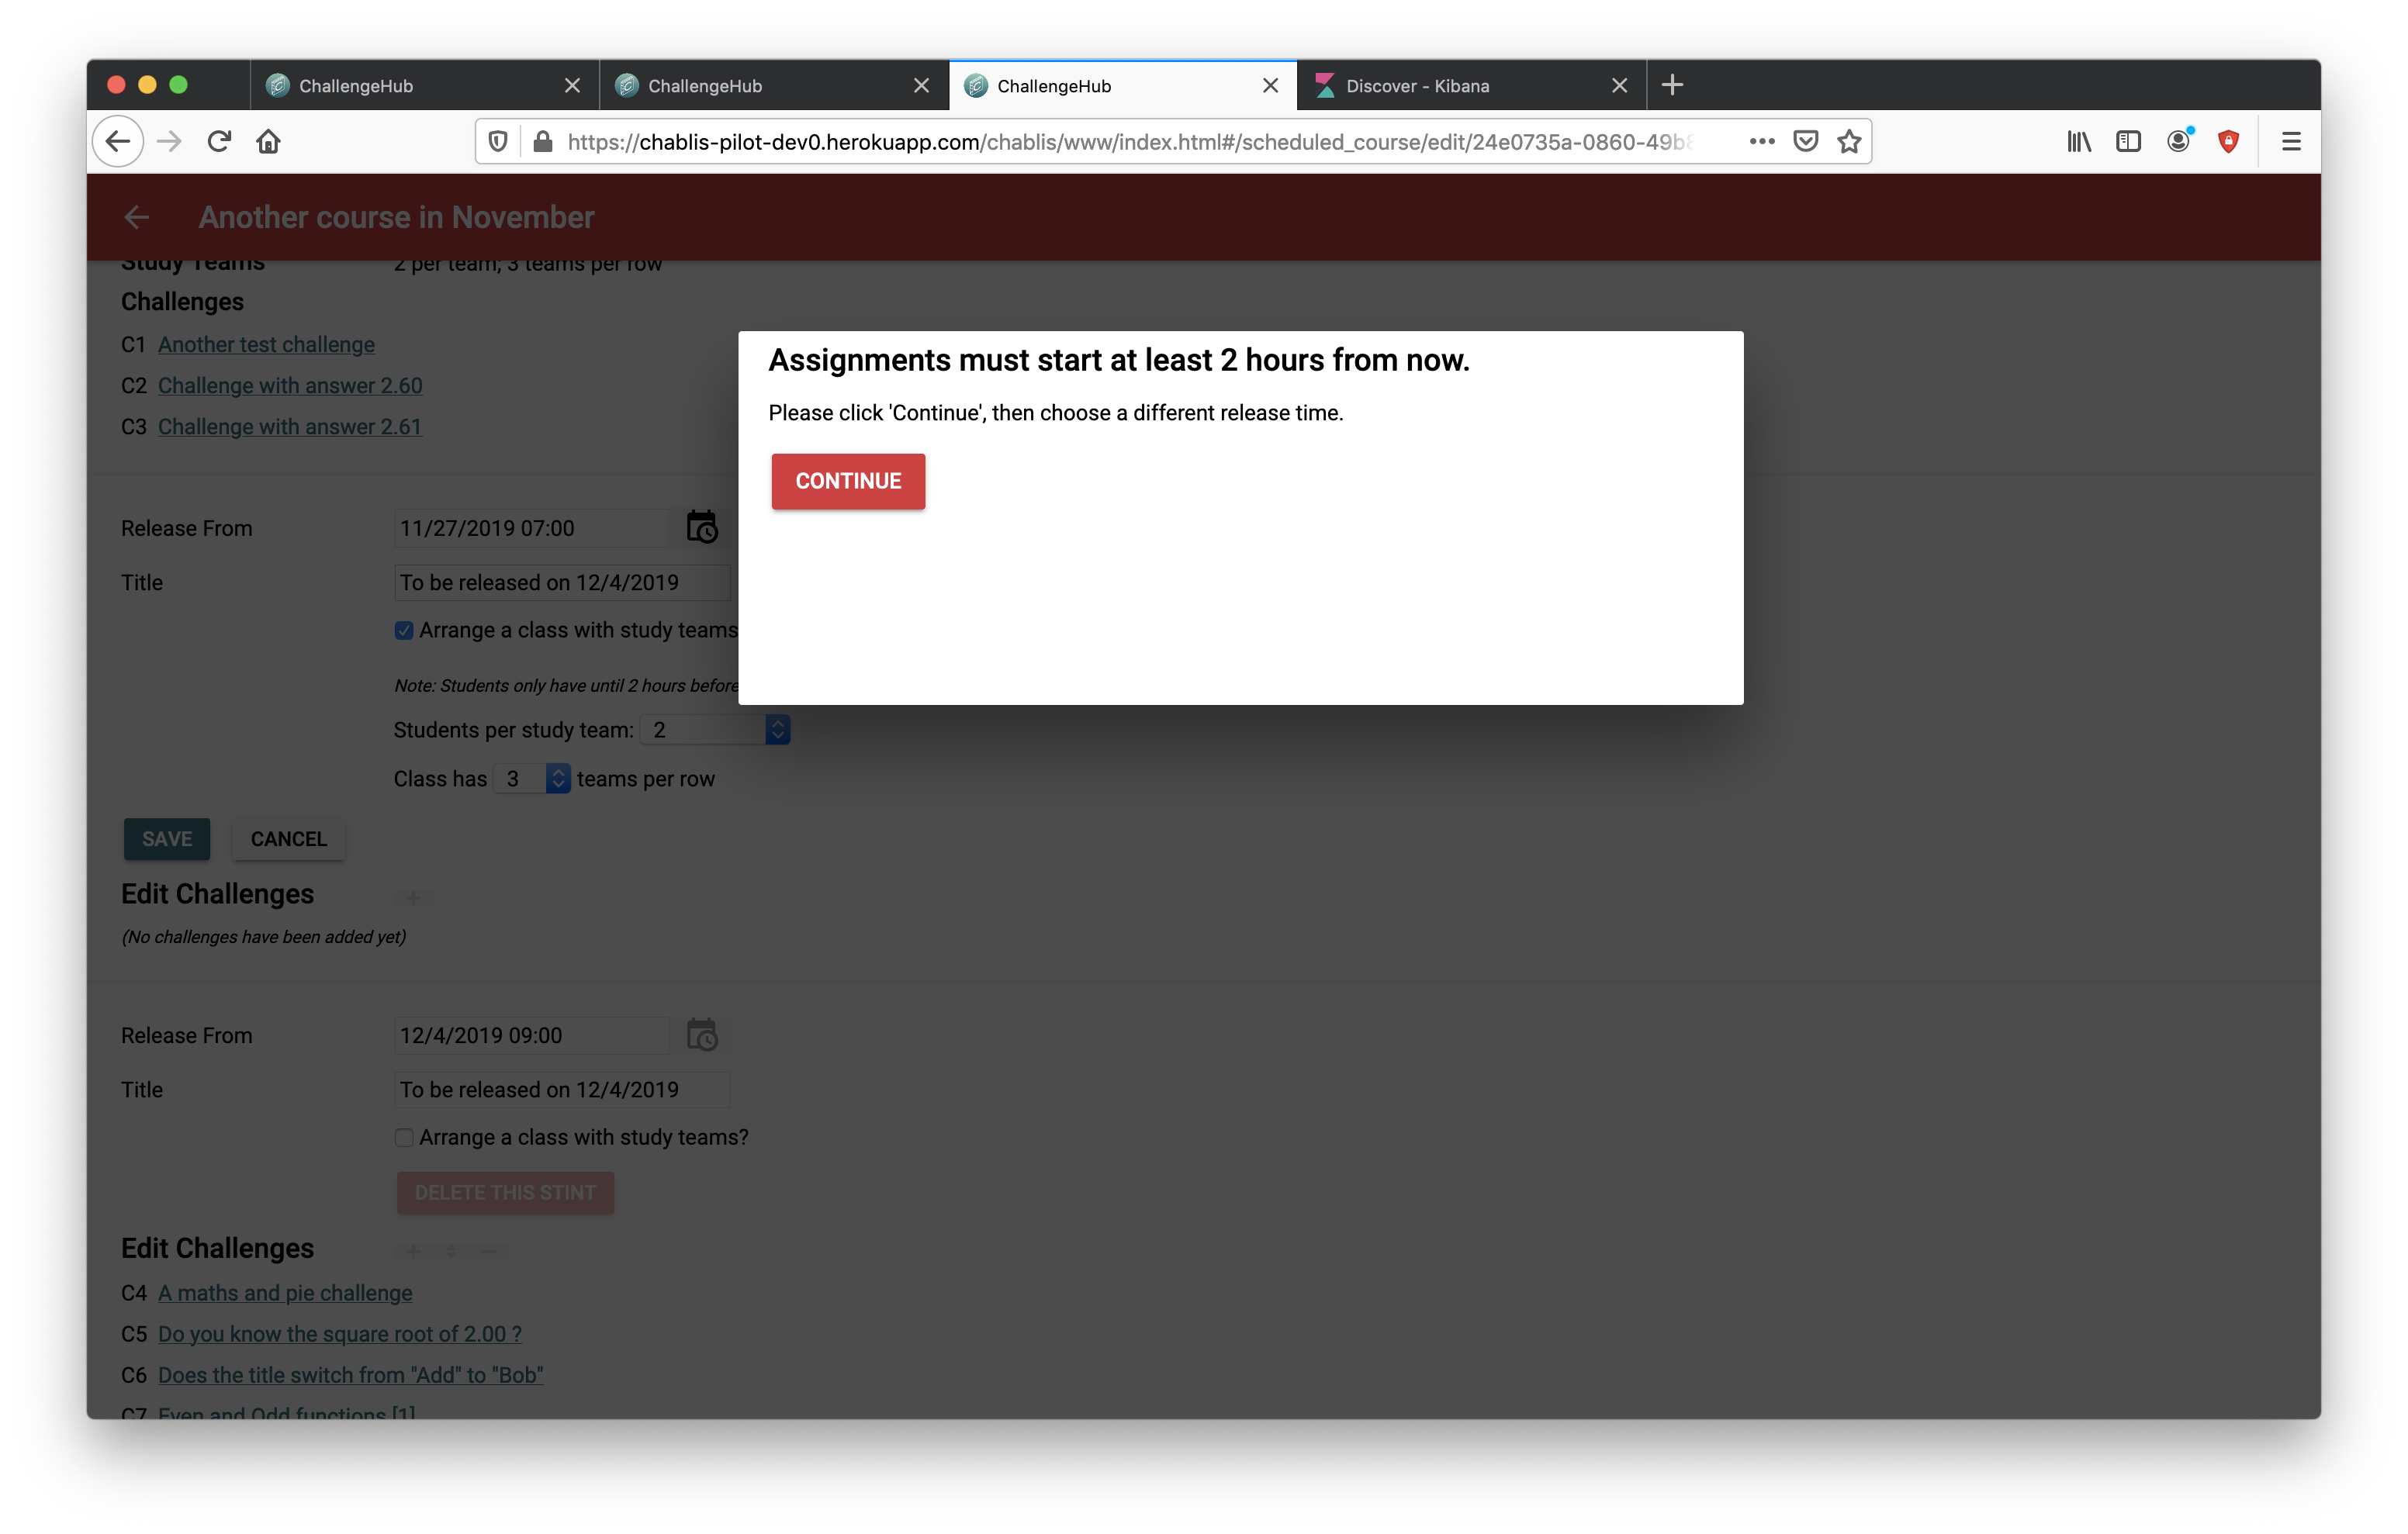 ChallengeHub
ChallengeHub
ChallengeHub
Discover - Kibana
https://chablis-pilot-dev0.herokuapp.com/chablis/www/index.html#/scheduled_course/edit/24e0735a-0860-49b8
Another course in November
Study Teams 2 per team; 3 teams per row
Challenges
C1 Another test challenge
C2 Challenge with answer 2.60
C3 Challenge with answer 2.61
Assignments must start at least 2 hours from now.
Please click 'Continue', then choose a different release time.
CONTINUE
Release From 11/27/2019 07:00
Title To be released on 12/4/2019
Arrange a class with study teams
Note: Students only have until 2 hours before
Students per study team: 2
Class has 3 teams per row
SAVE CANCEL
Edit Challenges
(No challenges have been added yet)
Release From 12/4/2019 09:00
Title To be released on 12/4/2019
Arrange a class with study teams?
DELETE THIS STINT
Edit Challenges
C4 A maths and pie challenge
C5 Do you know the square root of 2.00 ?
C6 Does the title switch from "Add" to "Bob"
C7 Even and Odd functions [1]